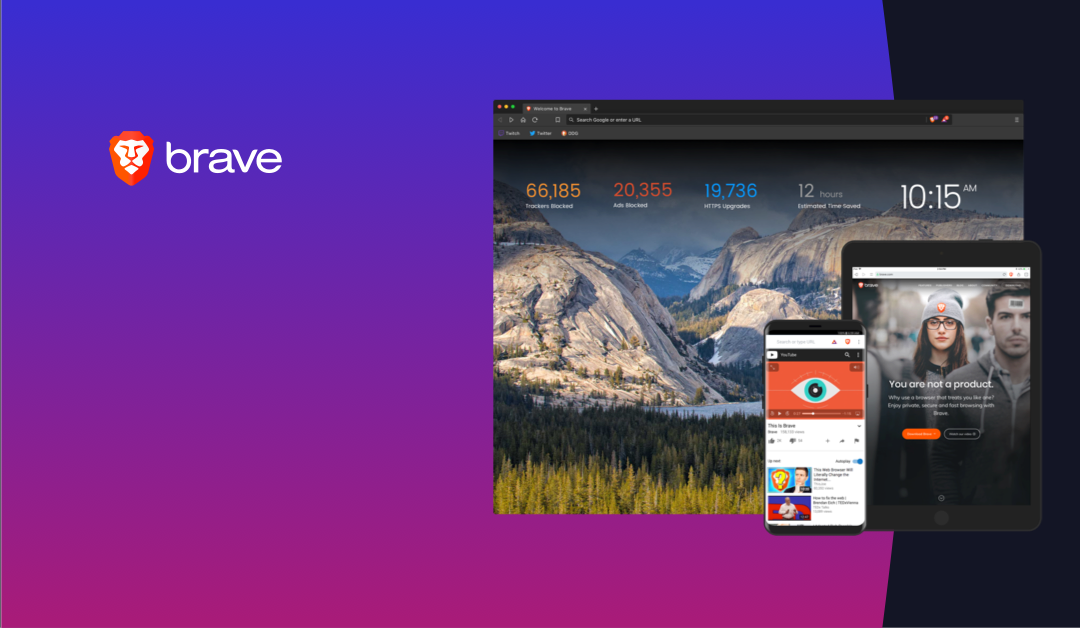 brave
Welcome to Brave
Search Google or enter a URL
Twitch
Twitter
DDG
66,185
Trackers Blocked
20,355
Ads Blocked
19,736
HTTPS Upgrades
12 hours
Estimated Time Saved
10:15 AM
brave
You are not a product.
Why use a browser that treats you like one?
Enjoy private, secure and fast browsing with
Brave.
Search or type URL
YouTube
This is Brave
Up next
Autoplay
This Web Browser Will
Literally Change the
Internet...
How to fix the web |
Brendan Eich | TEDxVienna